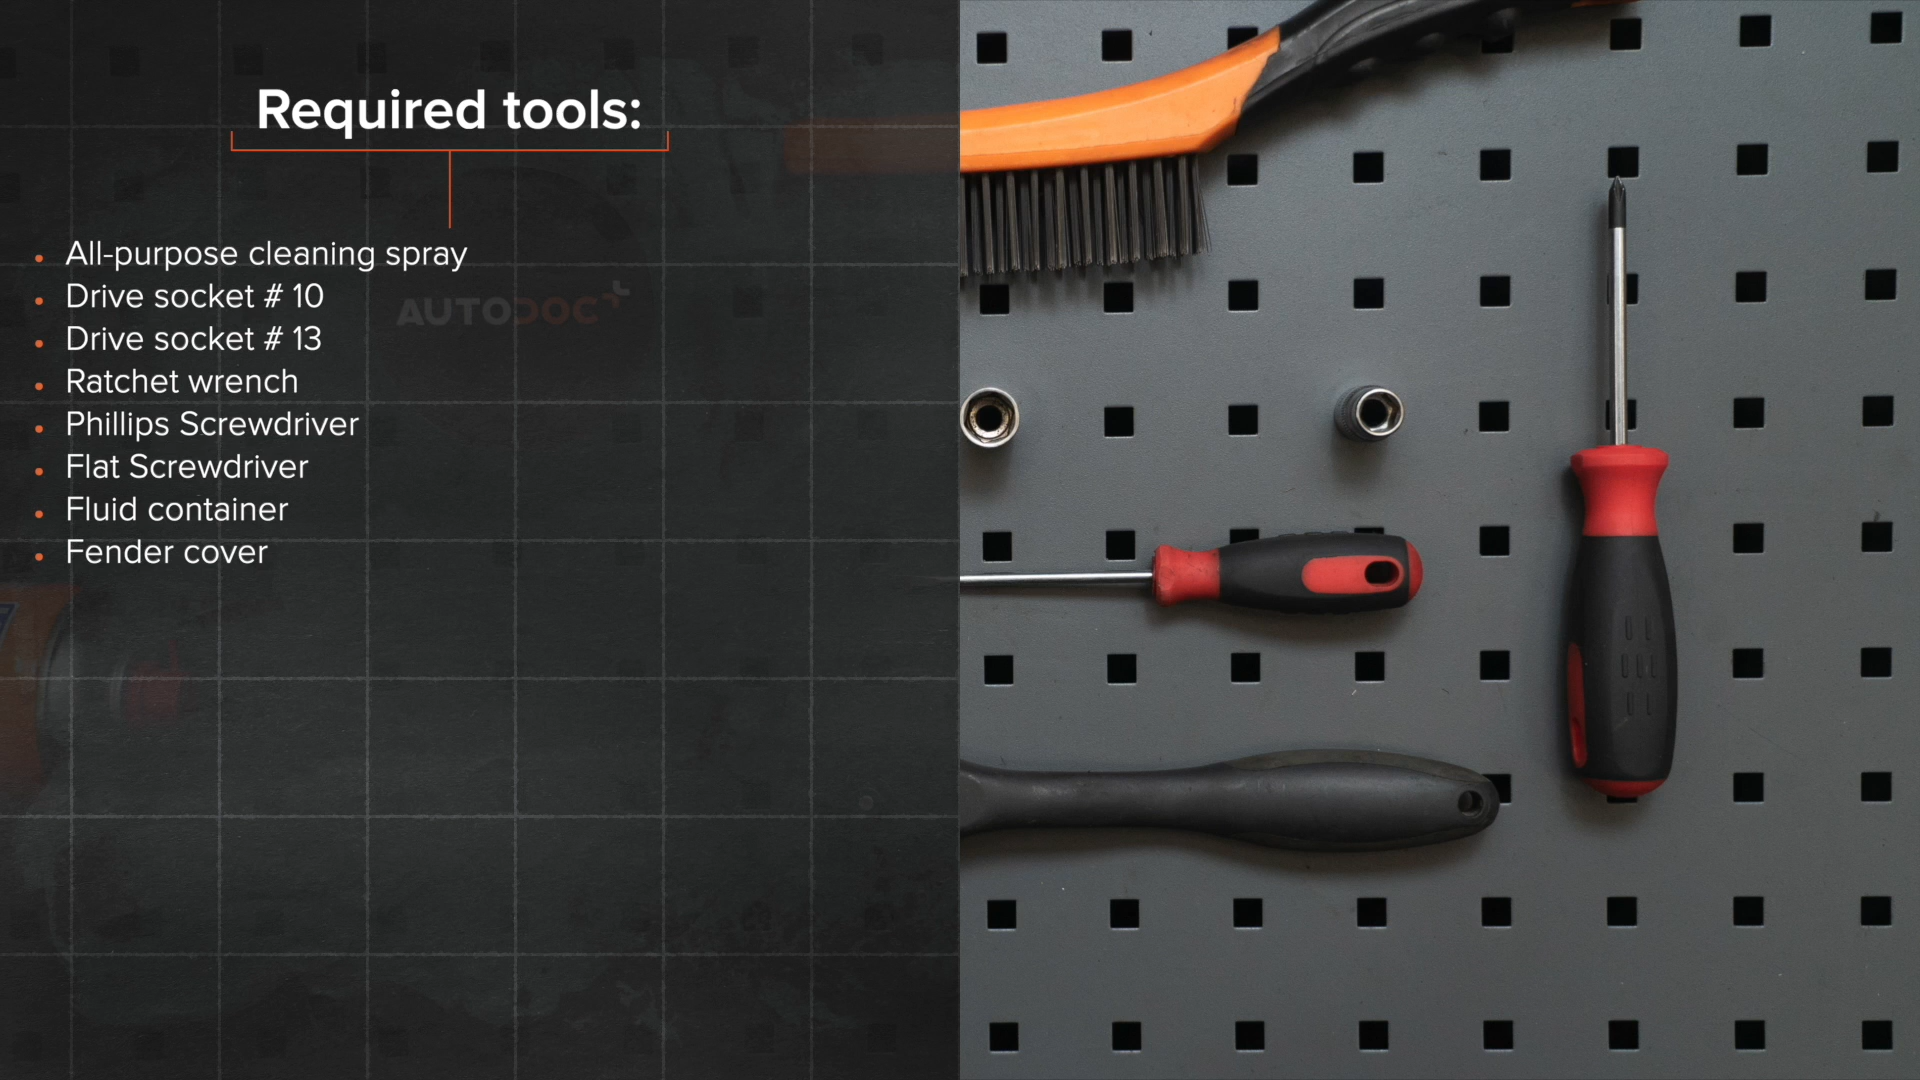 Required tools:
All-purpose cleaning spray
Drive socket # 10
AUTODOC
Drive socket # 13
Ratchet wrench
Phillips Screwdriver
Flat Screwdriver
Fluid container
Fender cover